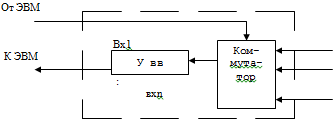 От ЭВМ
Вх1
К ЭВМ
У вв
:
вхn
Ком-
мута-
тор